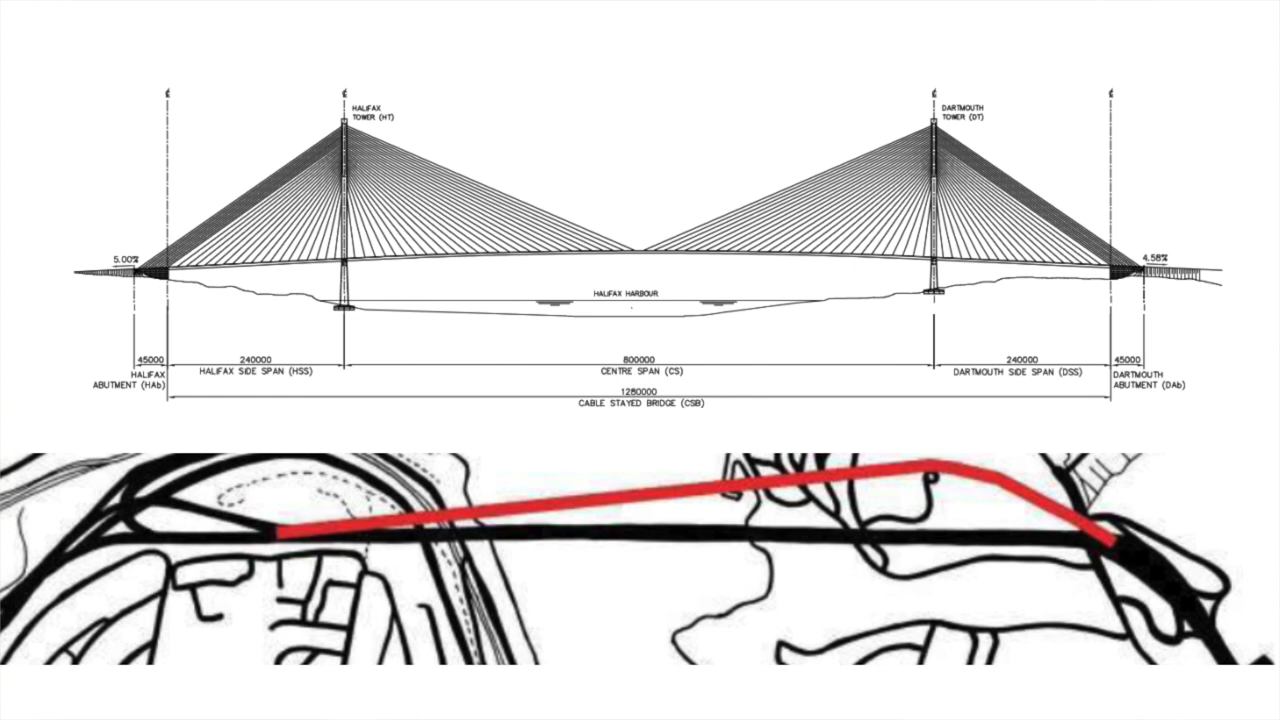 ℄
℄
℄
℄
HALIFAX
TOWER (HT)
DARTMOUTH
TOWER (DT)
5.00%
4.58%
HALIFAX HARBOUR
45000
240000
800000
240000
45000
HALIFAX
ABUTMENT (HAb)
HALIFAX SIDE SPAN (HSS)
CENTRE SPAN (CS)
DARTMOUTH SIDE SPAN (DSS)
DARTMOUTH
ABUTMENT (DAb)
1280000
CABLE STAYED BRIDGE (CSB)